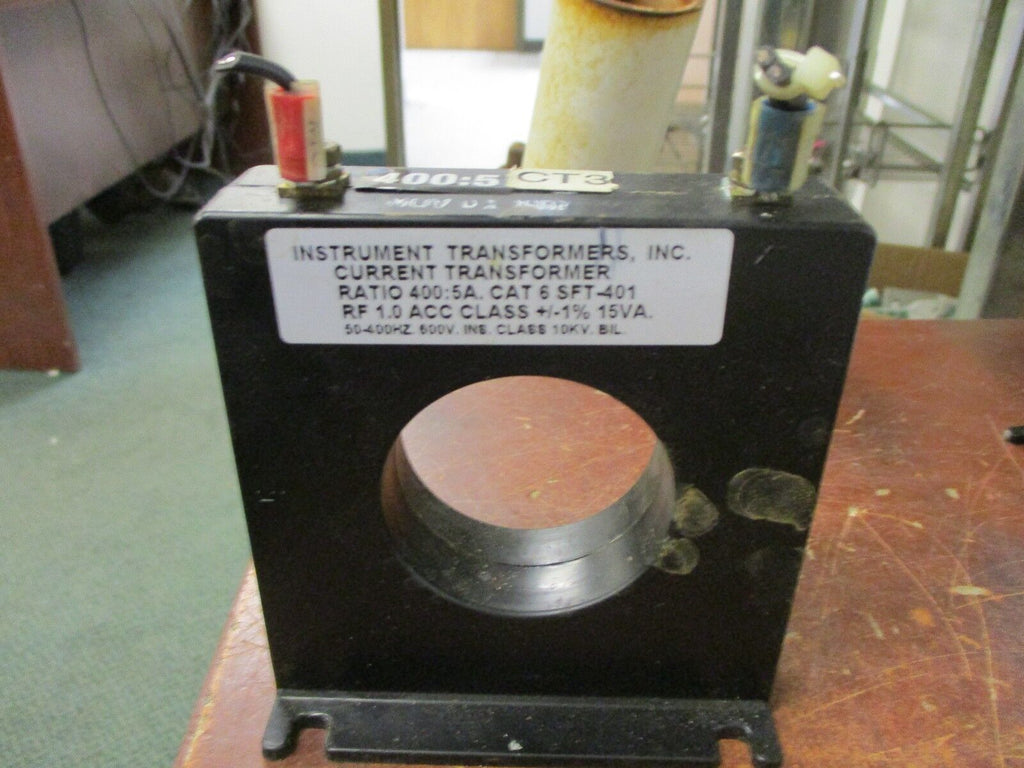 400:5 CT3
INSTRUMENT TRANSFORMERS, INC.
CURRENT TRANSFORMER
RATIO 400:5A. CAT 6 SFT-401
RF 1.0 ACC CLASS +/-1% 15VA.
50-400HZ. 600V. INS. CLASS 10KV. BIL.